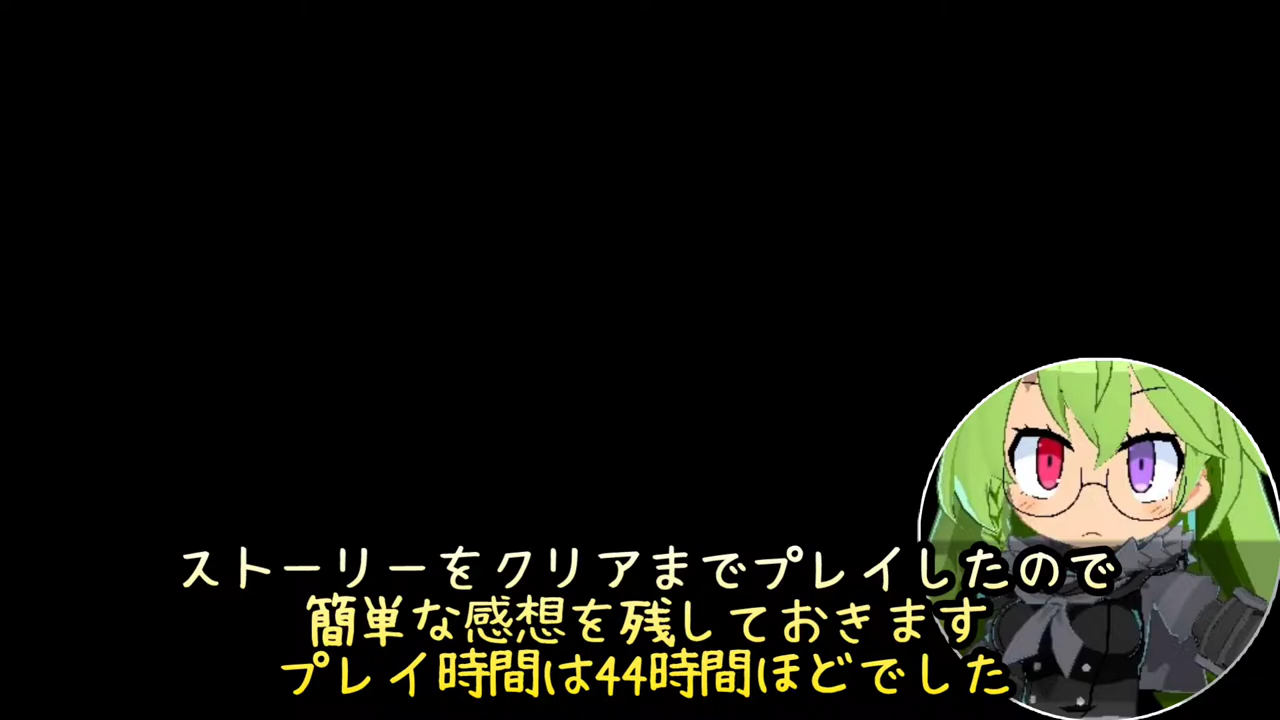 ストーリーをクリアまでプレイしたので
簡単な感想を残しておきます
プレイ時間は44時間ほどでした